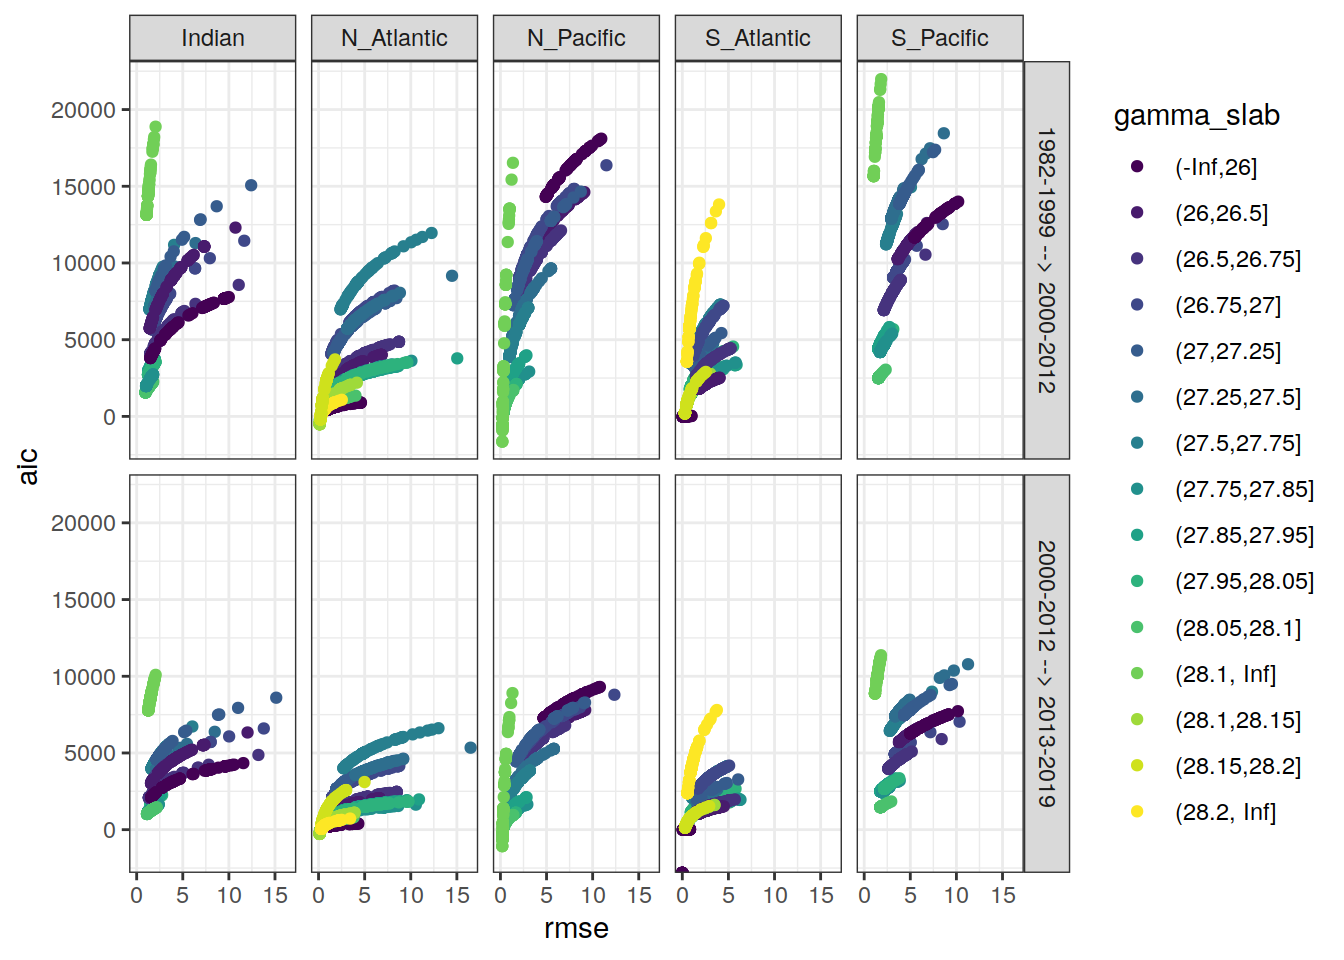 Indian N_Atlantic N_Pacific S_Atlantic S_Pacific
20000
15000
10000
5000
0
1982-1999 --> 2000-2012
20000
15000
10000
5000
0
2000-2012 --> 2013-2019
0 5 10 15 0 5 10 15 0 5 10 15 0 5 10 15 0 5 10 15
rmse
aic
gamma_slab
(-Inf,26]
(26,26.5]
(26.5,26.75]
(26.75,27]
(27,27.25]
(27.25,27.5]
(27.5,27.75]
(27.75,27.85]
(27.85,27.95]
(27.95,28.05]
(28.05,28.1]
(28.1, Inf]
(28.1,28.15]
(28.15,28.2]
(28.2, Inf]